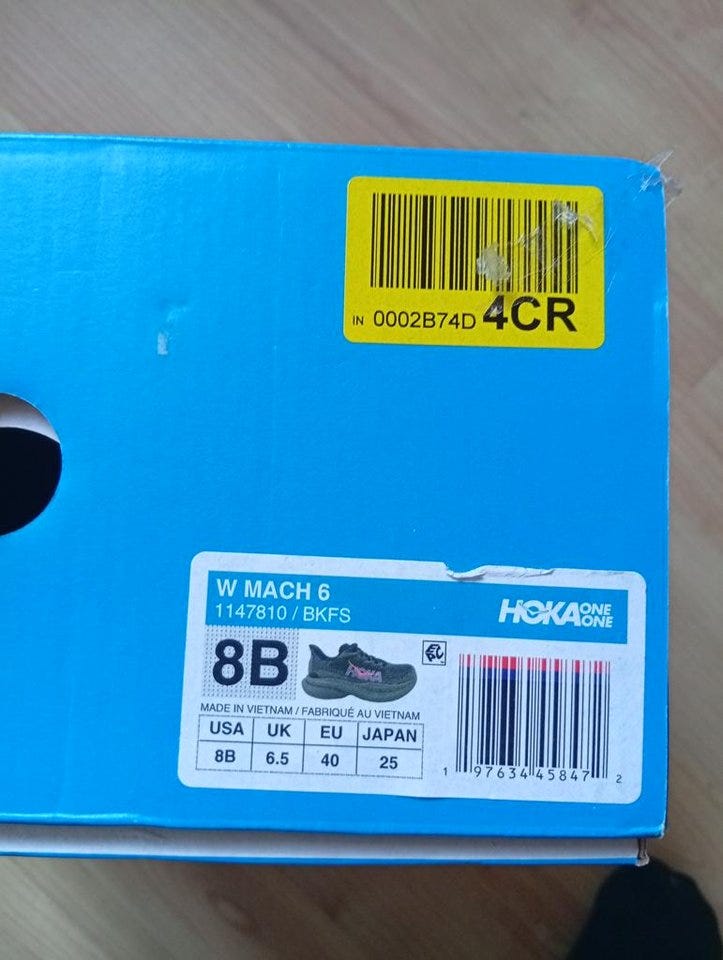 IN 0002B74D 4CR
W MACH 6
1147810 / BKFS
HOKA ONE ONE
8B
HOKA
MADE IN VIETNAM / FABRIQUÉ AU VIETNAM
USA UK EU JAPAN
8B 6.5 40 25
1 97634 45847 2